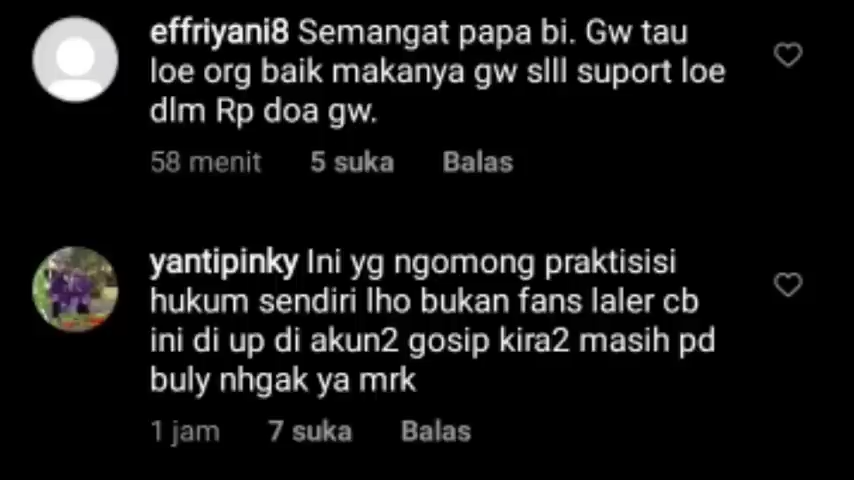 effriyani8 Semangat papa bi. Gw tau
loe org baik makanya gw slll suport loe
dlm Rp doa gw.
58 menit 5 suka Balas
yantipinky Ini yg ngomong praktisisi
hukum sendiri lho bukan fans laler cb
ini di up di akun2 gosip kira2 masih pd
buly nhgak ya mrk
1 jam 7 suka Balas